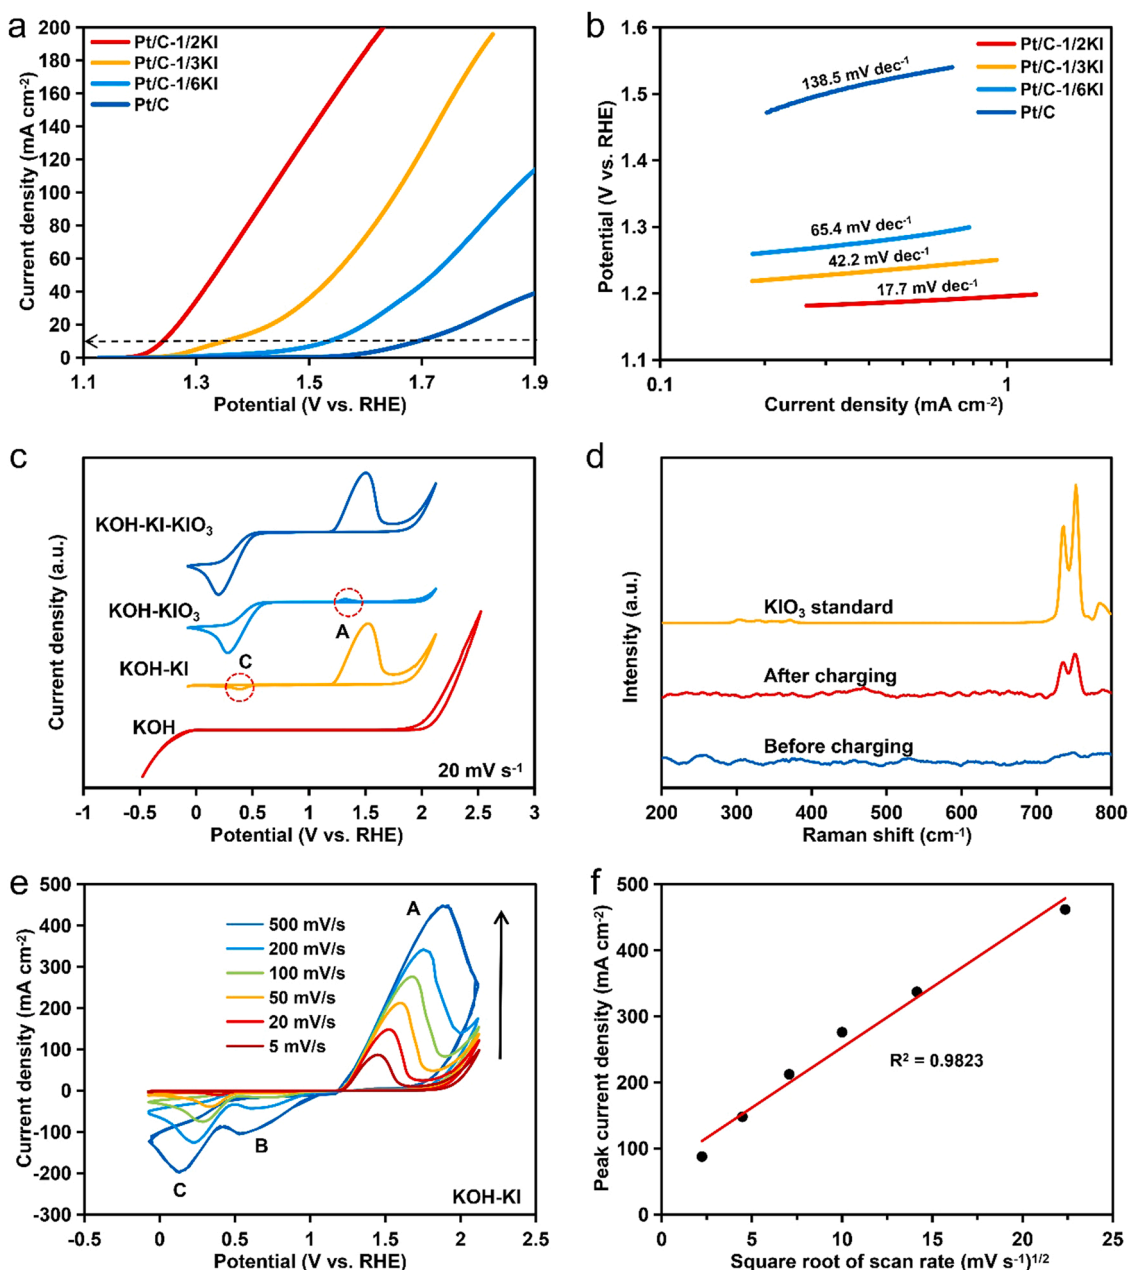 a
200
180
160
140
120
100
80
60
40
20
0
Current density (mA cm⁻²)
Pt/C-1/2KI
Pt/C-1/3KI
Pt/C-1/6KI
Pt/C
1.1
1.3
1.5
1.7
1.9
Potential (V vs. RHE)
b
1.6
1.5
1.4
1.3
1.2
1.1
Potential (V vs. RHE)
Pt/C-1/2KI
Pt/C-1/3KI
Pt/C-1/6KI
Pt/C
138.5 mV dec⁻¹
65.4 mV dec⁻¹
42.2 mV dec⁻¹
17.7 mV dec⁻¹
0.1
1
Current density (mA cm⁻²)
c
Current density (a.u.)
KOH-KI-KIO₃
KOH-KIO₃
A
C
KOH-KI
KOH
20 mV s⁻¹
-1
-0.5
0
0.5
1
1.5
2
2.5
3
Potential (V vs. RHE)
d
Intensity (a.u.)
KIO₃ standard
After charging
Before charging
200
300
400
500
600
700
800
Raman shift (cm⁻¹)
e
500
400
300
200
100
0
-100
-200
-300
Current density (mA cm⁻²)
500 mV/s
200 mV/s
100 mV/s
50 mV/s
20 mV/s
5 mV/s
A
B
C
KOH-KI
-0.5
0
0.5
1
1.5
2
2.5
Potential (V vs. RHE)
f
500
400
300
200
100
0
Peak current density (mA cm⁻²)
R² = 0.9823
0
5
10
15
20
25
Square root of scan rate (mV s⁻¹)¹/²